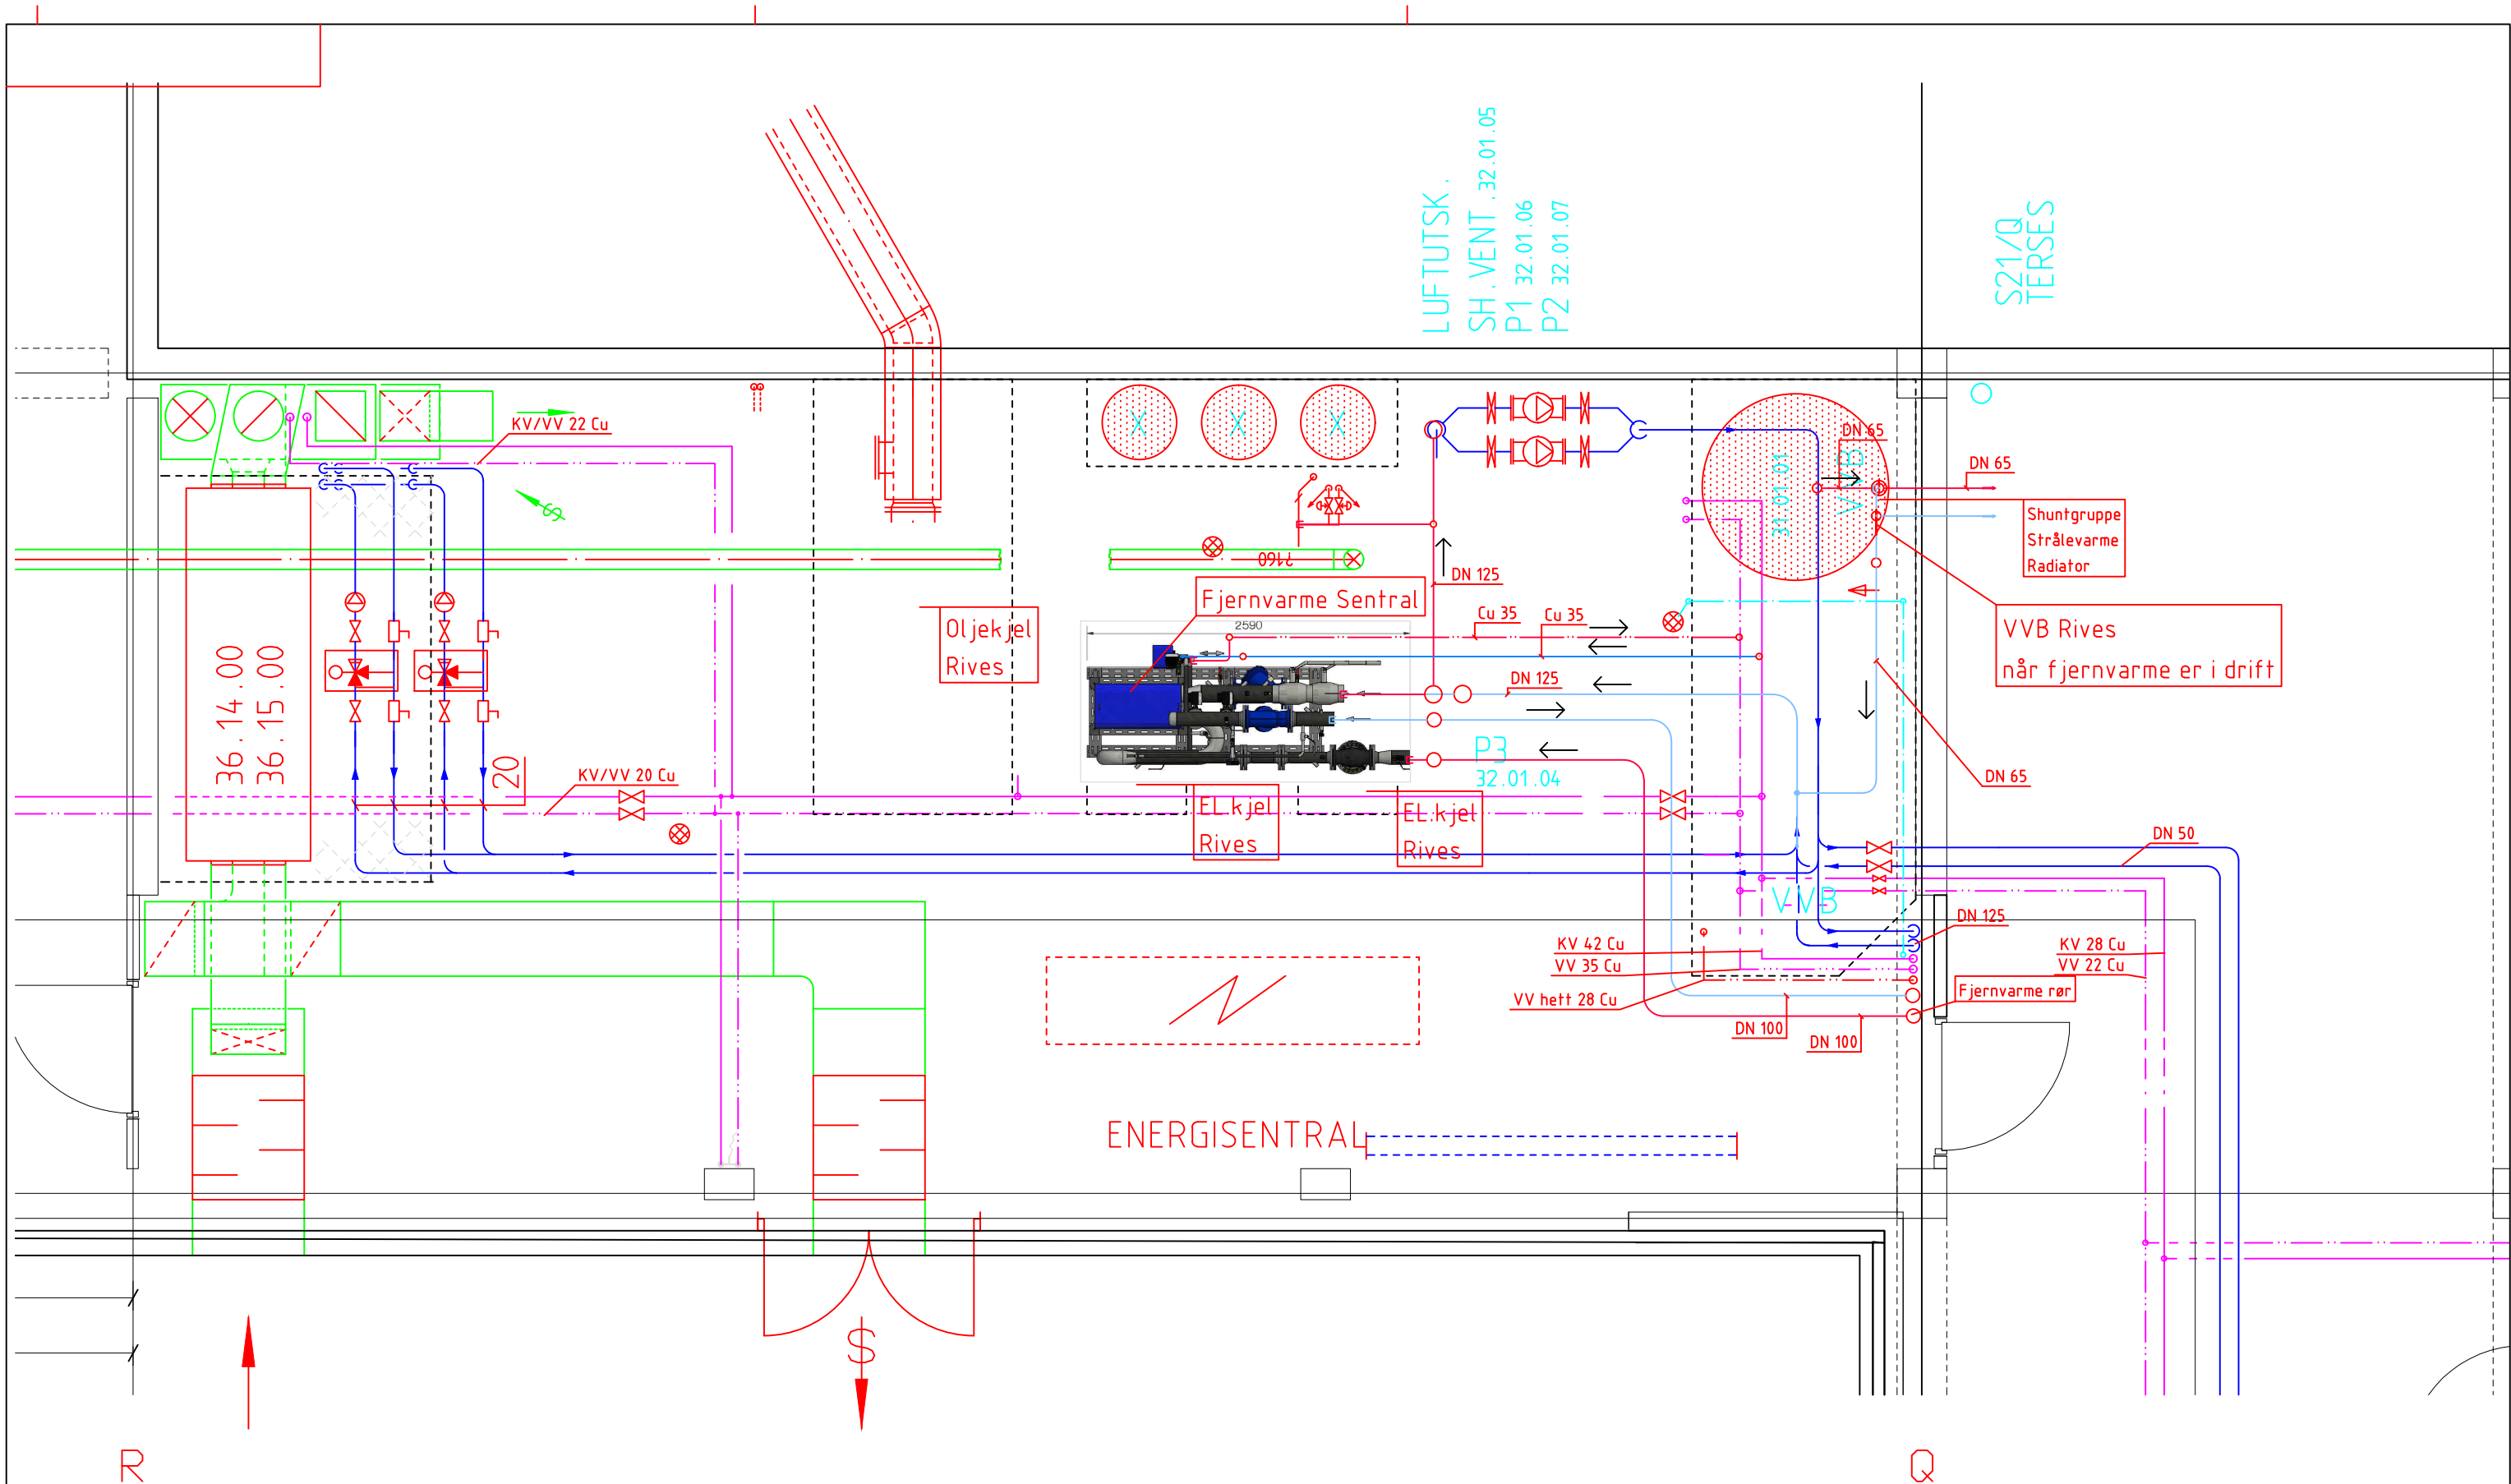 LUFTUTSK.
SH. VENT. 32.01.05
P1 32.01.06
P2 32.01.07
S21/Q
TERSES
KV/VV 22 Cu
DN 65
DN 65
VVB
31 01 01
Shuntgruppe
Strålevarme
Radiator
DN 125
Fjernvarme Sentral
Cu 35
Cu 35
2590
Oljekjel
Rives
VVB Rives
når fjernvarme er i drift
36.14.00
36.15.00
DN 125
P3
32.01.04
20
KV/VV 20 Cu
DN 65
EL.kjel
Rives
EL.kjel
Rives
DN 50
VVB
DN 125
KV 42 Cu
VV 35 Cu
VV hett 28 Cu
KV 28 Cu
VV 22 Cu
Fjernvarme rør
DN 100
DN 100
ENERGISENTRAL
R
Q